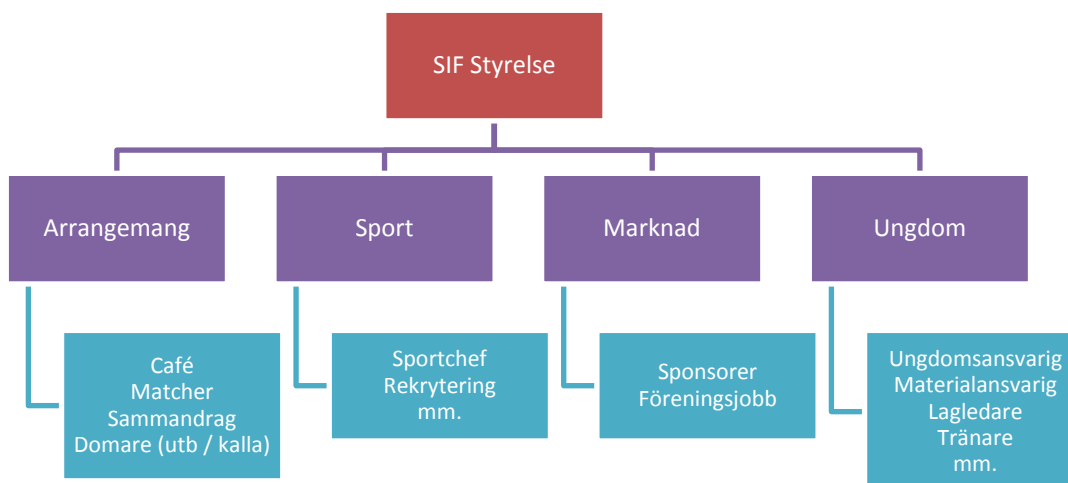 SIF Styrelse
Arrangemang
Sport
Marknad
Ungdom
Café
Matcher
Sammandrag
Domare (utb / kalla)
Sportchef
Rekrytering
mm.
Sponsorer
Föreningsjobb
Ungdomsansvarig
Materialansvarig
Lagledare
Tränare
mm.